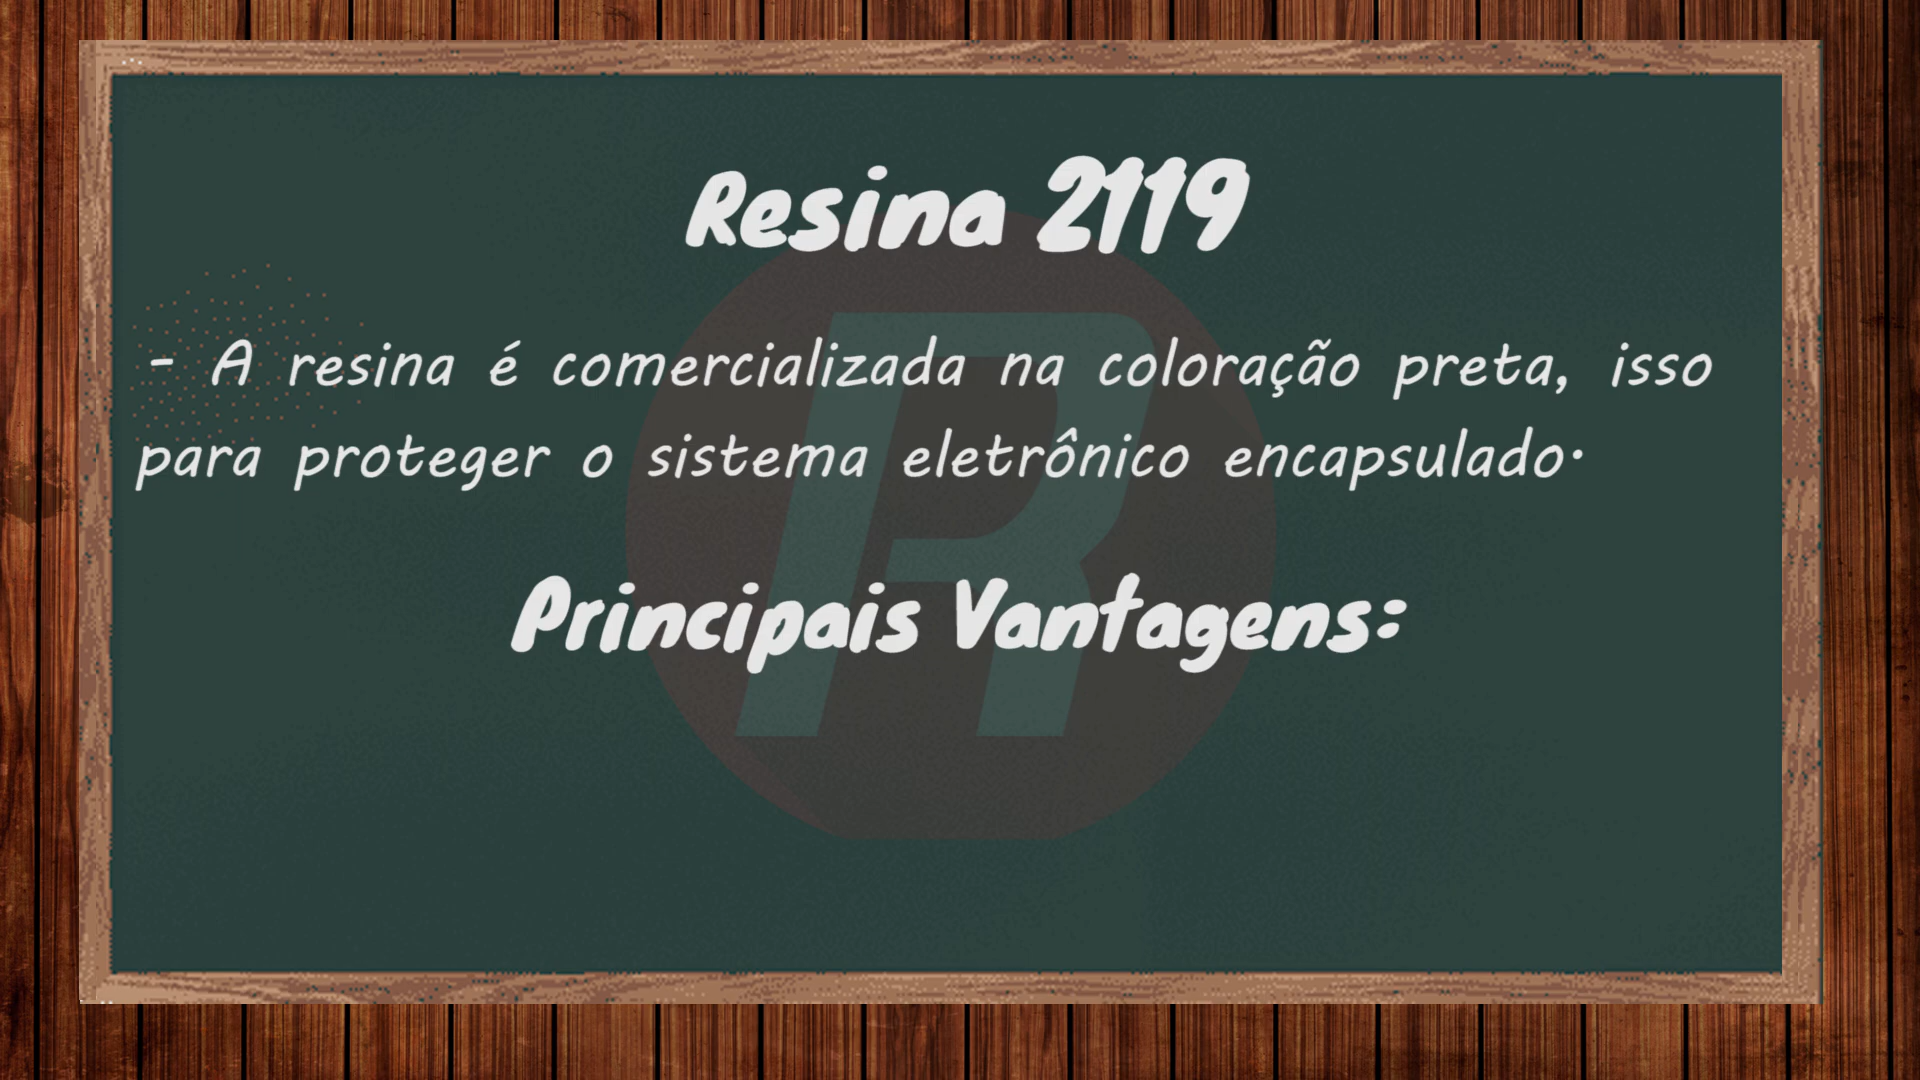 Resina 2119
- A resina é comercializada na coloração preta, isso
para proteger o sistema eletrônico encapsulado.
Principais Vantagens: